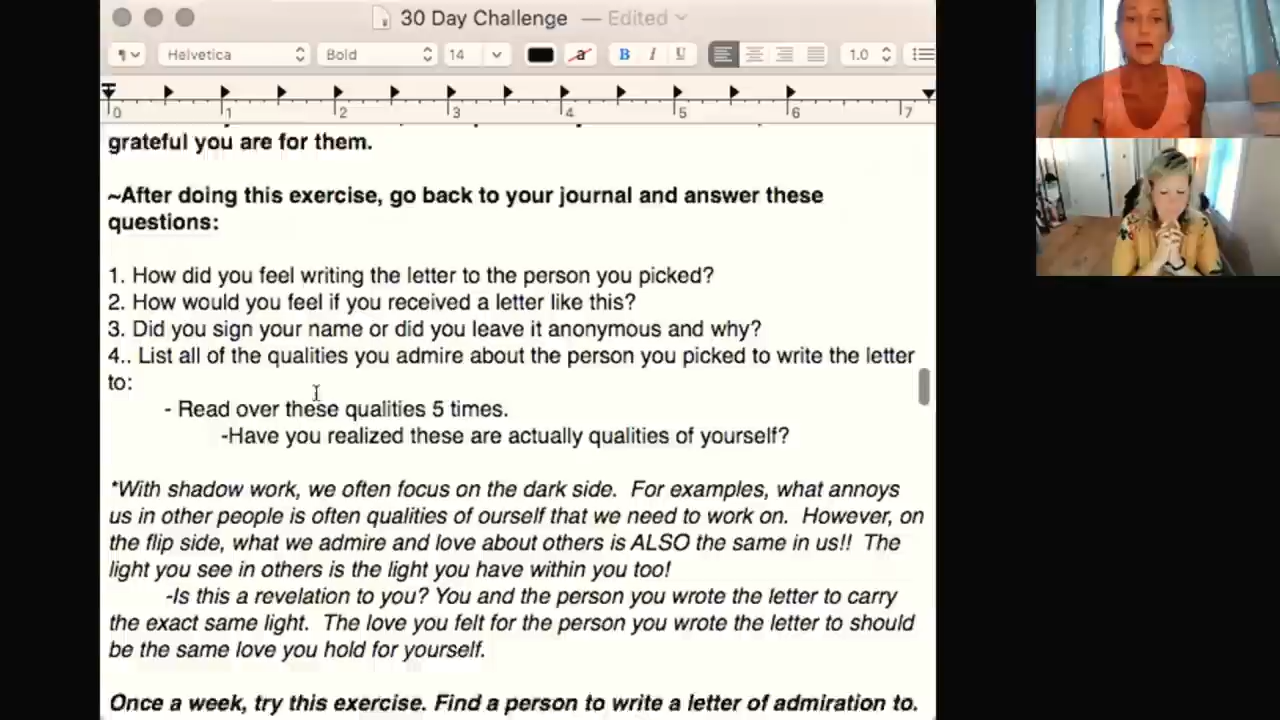 30 Day Challenge — Edited
Helvetica Bold 14 a B I U 1.0
0 1 2 3 4 5 6 7
grateful you are for them.
~After doing this exercise, go back to your journal and answer these
questions:
1. How did you feel writing the letter to the person you picked?
2. How would you feel if you received a letter like this?
3. Did you sign your name or did you leave it anonymous and why?
4.. List all of the qualities you admire about the person you picked to write the letter
to:
- Read over these qualities 5 times.
-Have you realized these are actually qualities of yourself?
*With shadow work, we often focus on the dark side.  For examples, what annoys
us in other people is often qualities of ourself that we need to work on.  However, on
the flip side, what we admire and love about others is ALSO the same in us!!  The
light you see in others is the light you have within you too!
-Is this a revelation to you? You and the person you wrote the letter to carry
the exact same light.  The love you felt for the person you wrote the letter to should
be the same love you hold for yourself.
Once a week, try this exercise. Find a person to write a letter of admiration to.